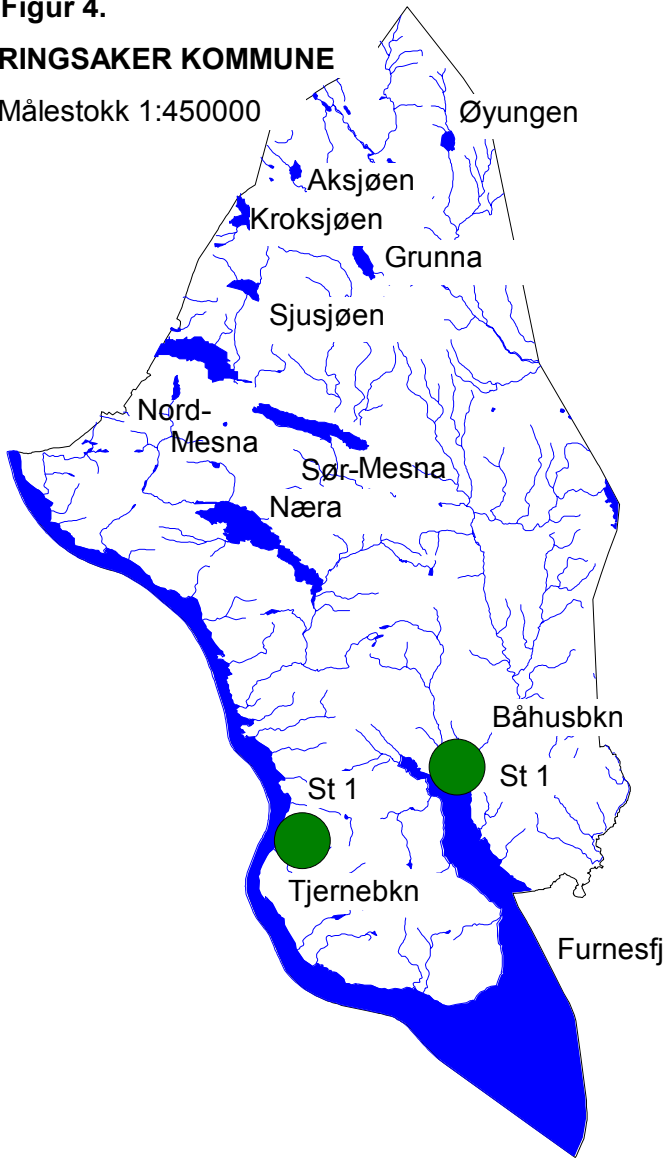 Figur 4.
RINGSAKER KOMMUNE
Målestokk 1:450000
Øyungen
Aksjøen
Kroksjøen
Grunna
Sjusjøen
Nord-
Mesna
Sør-Mesna
Næra
Båhusbkn
St 1
St 1
Tjernebkn
Furnesfj